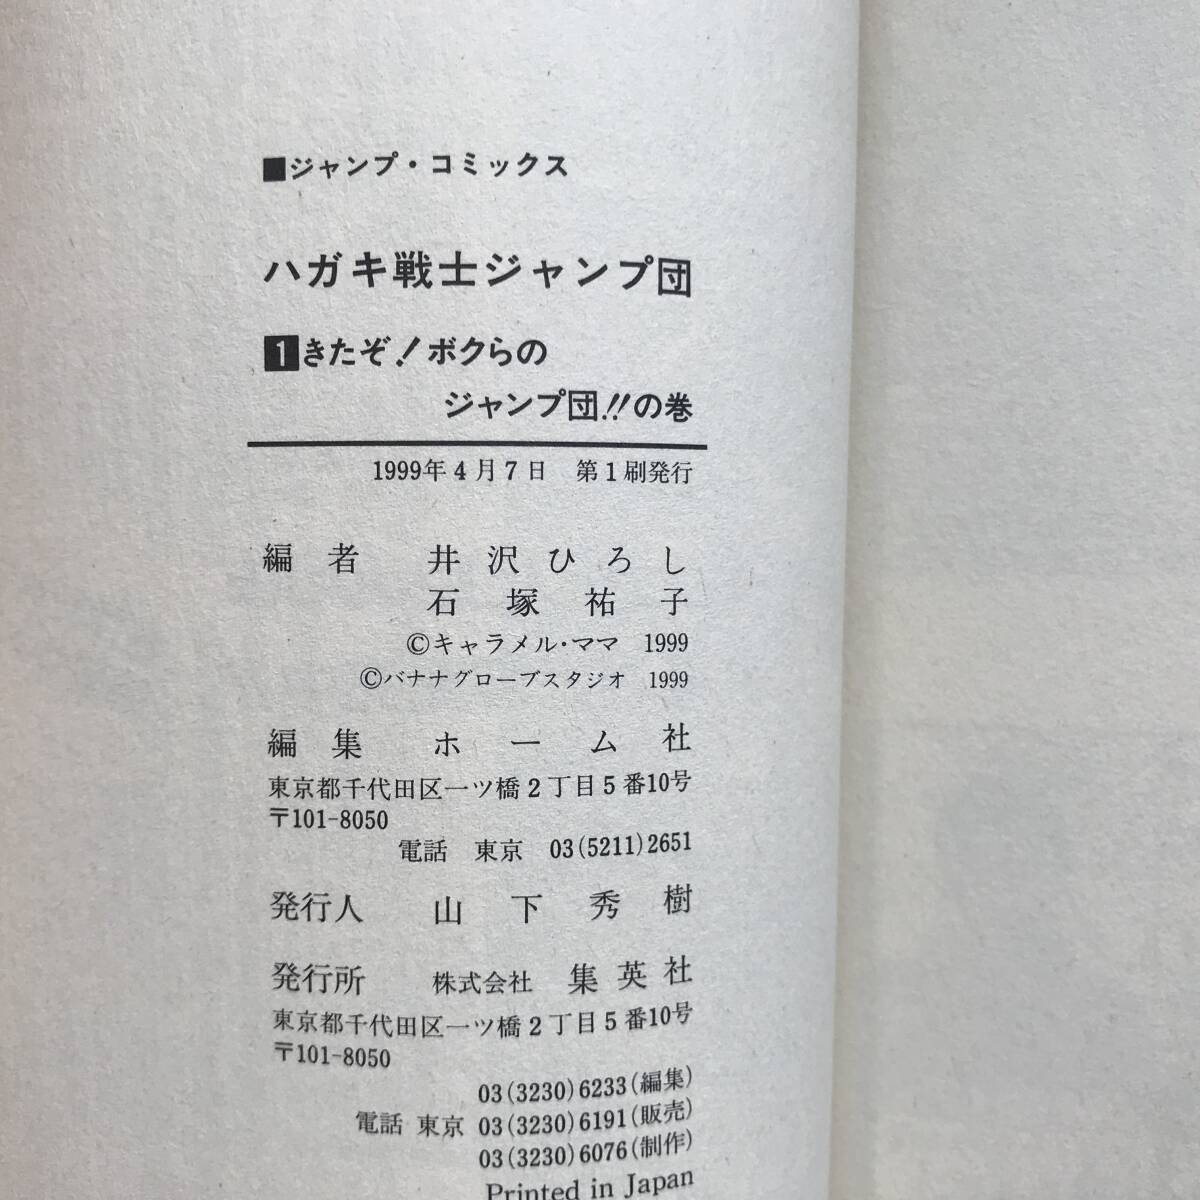 ■ジャンプ・コミックス
ハガキ戦士ジャンプ団
1きたぞ！ボクらの
ジャンプ団!!の巻
1999年4月7日　第1刷発行
編者　井沢ひろし
石塚祐子
©キャラメル・ママ　1999
©バナナグローブスタジオ　1999
編集　ホーム社
東京都千代田区一ツ橋2丁目5番10号
〒101-8050
電話　東京　03(5211)2651
発行人　山下秀樹
発行所　株式会社　集英社
東京都千代田区一ツ橋2丁目5番10号
〒101-8050
03(3230)6233(編集)
電話 東京 03(3230)6191(販売)
03(3230)6076(制作)
Printed in Japan